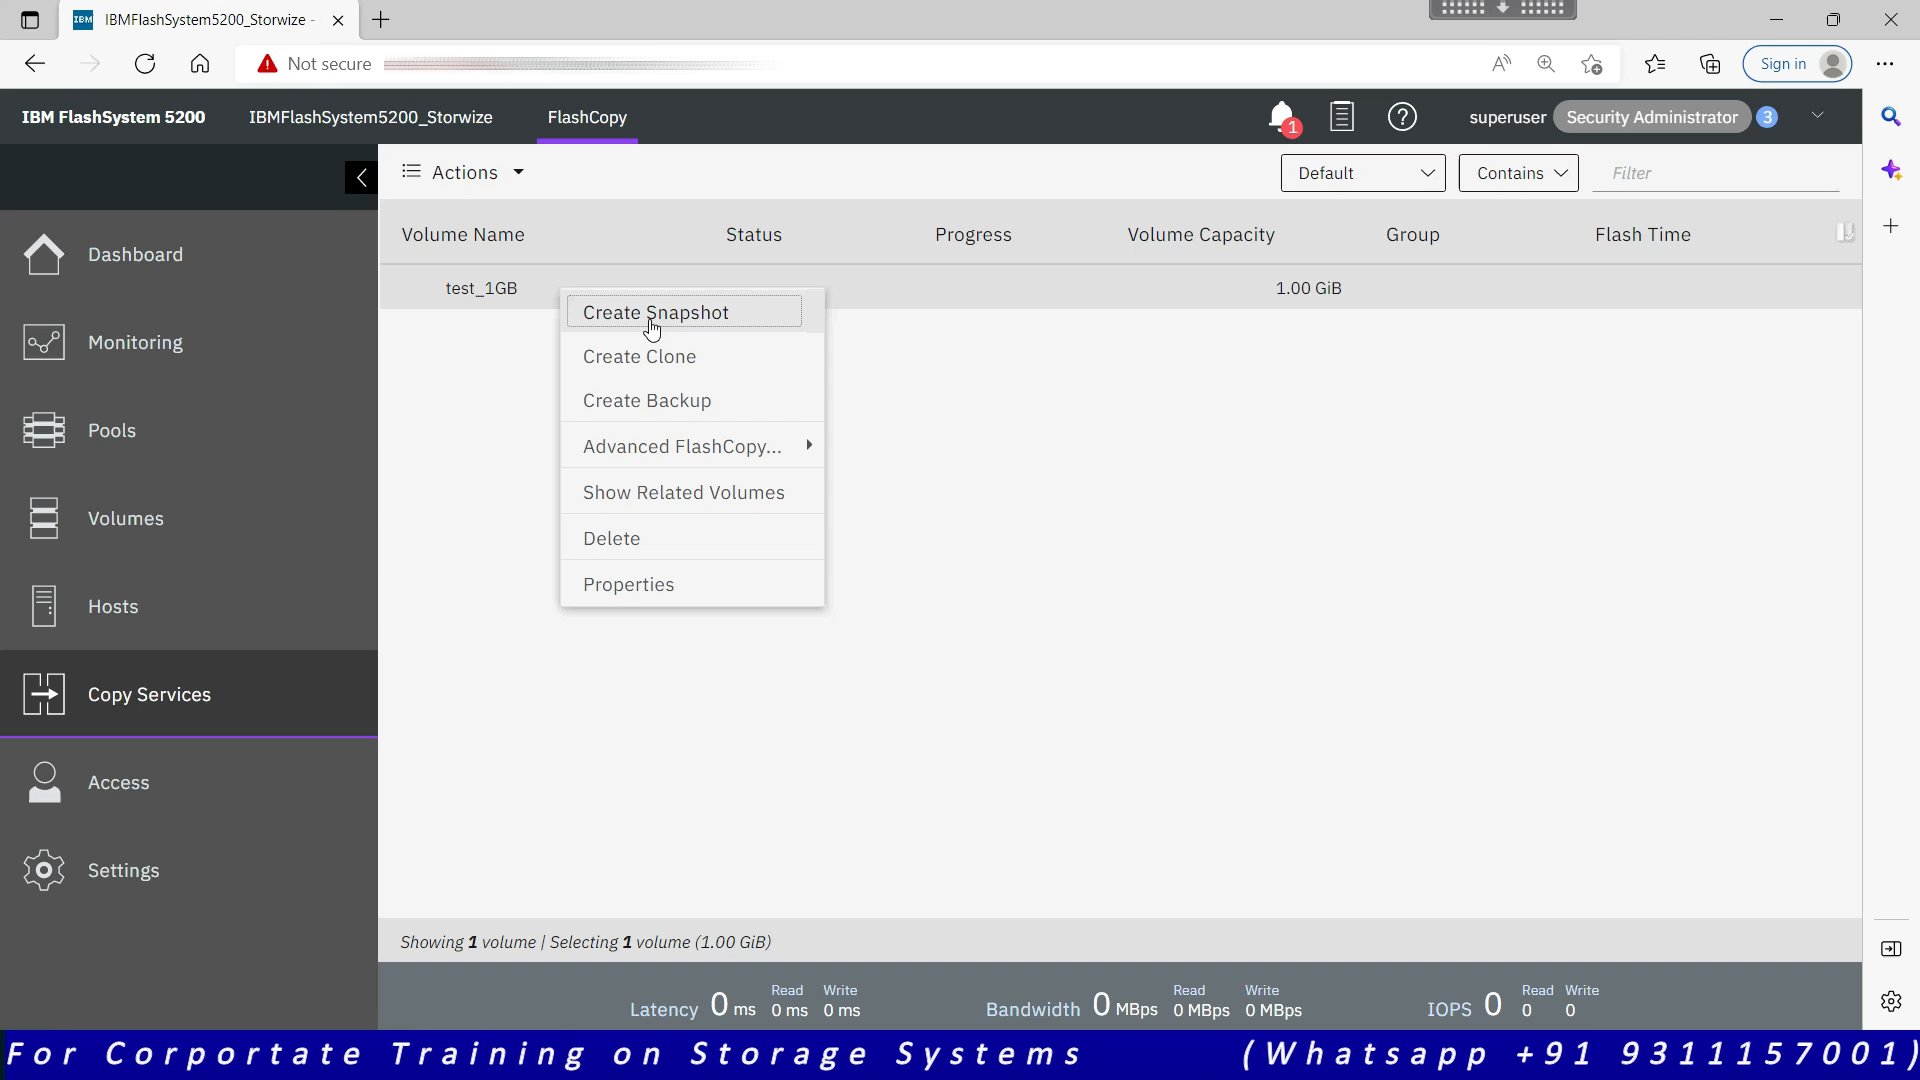 IBM
IBMFlashSystem5200_Storwize -
Not secure
Sign in
IBM FlashSystem 5200
IBMFlashSystem5200_Storwize
FlashCopy
1
superuser
Security Administrator
3
Actions
Default
Contains
Filter
Volume Name Status Progress Volume Capacity Group Flash Time
test_1GB 1.00 GiB
Create Snapshot
Create Clone
Create Backup
Advanced FlashCopy...
Show Related Volumes
Delete
Properties
Dashboard
Monitoring
Pools
Volumes
Hosts
Copy Services
Access
Settings
Showing 1 volume | Selecting 1 volume (1.00 GiB)
Latency 0 ms Read 0 ms Write 0 ms
Bandwidth 0 MBps Read 0 MBps Write 0 MBps
IOPS 0 Read 0 Write 0
For Corportate Training on Storage Systems (Whatsapp +91 9311157001)